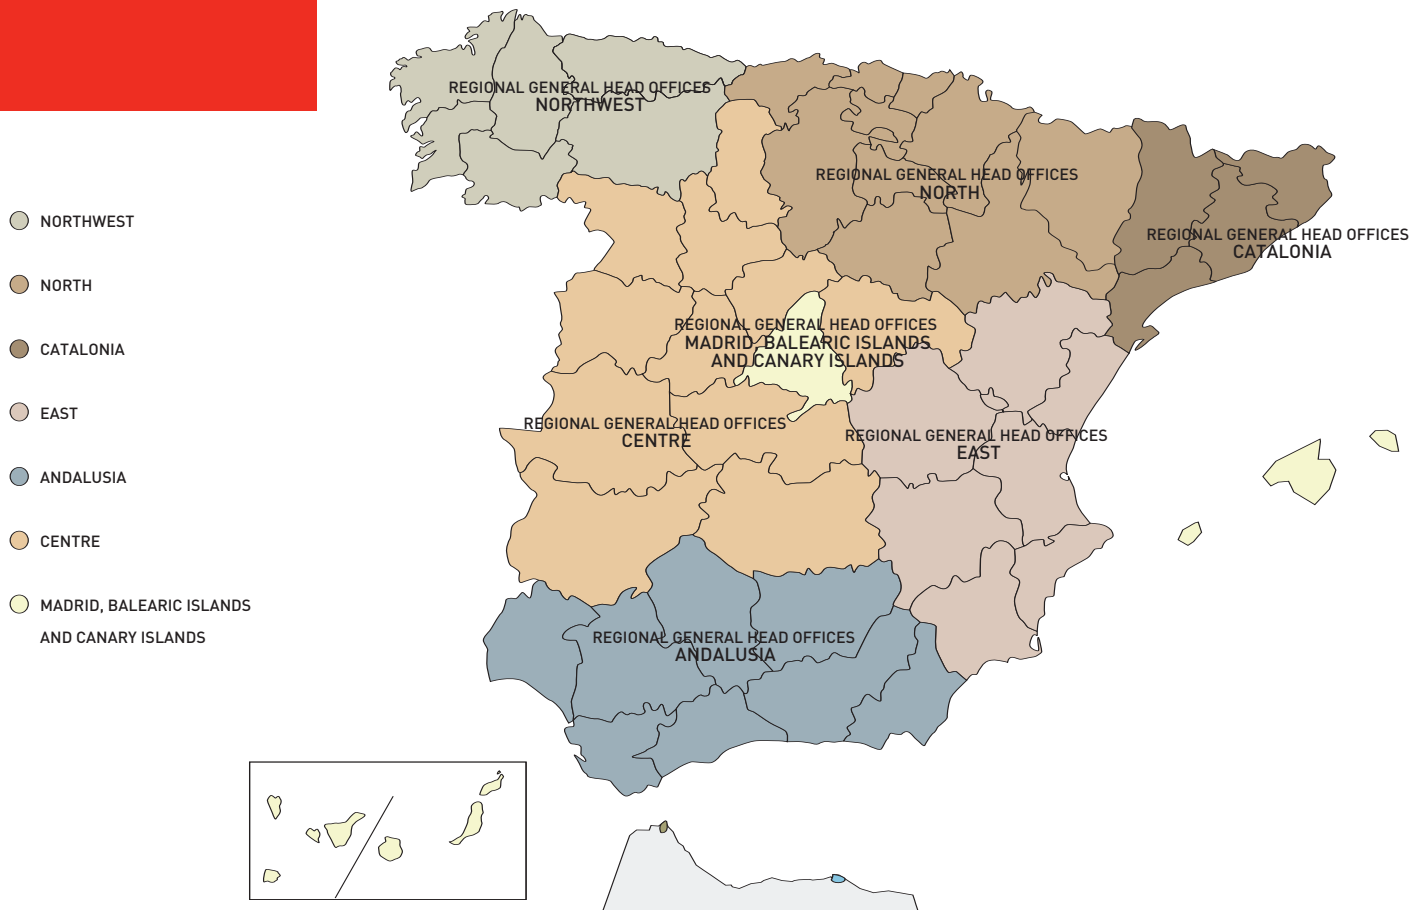 NORTHWEST
NORTH
CATALONIA
EAST
ANDALUSIA
CENTRE
MADRID, BALEARIC ISLANDS
AND CANARY ISLANDS
REGIONAL GENERAL HEAD OFFICES
NORTHWEST
REGIONAL GENERAL HEAD OFFICES
NORTH
REGIONAL GENERAL HEAD OFFICES
CATALONIA
REGIONAL GENERAL HEAD OFFICES
MADRID, BALEARIC ISLANDS
AND CANARY ISLANDS
REGIONAL GENERAL HEAD OFFICES
CENTRE
REGIONAL GENERAL HEAD OFFICES
EAST
REGIONAL GENERAL HEAD OFFICES
ANDALUSIA